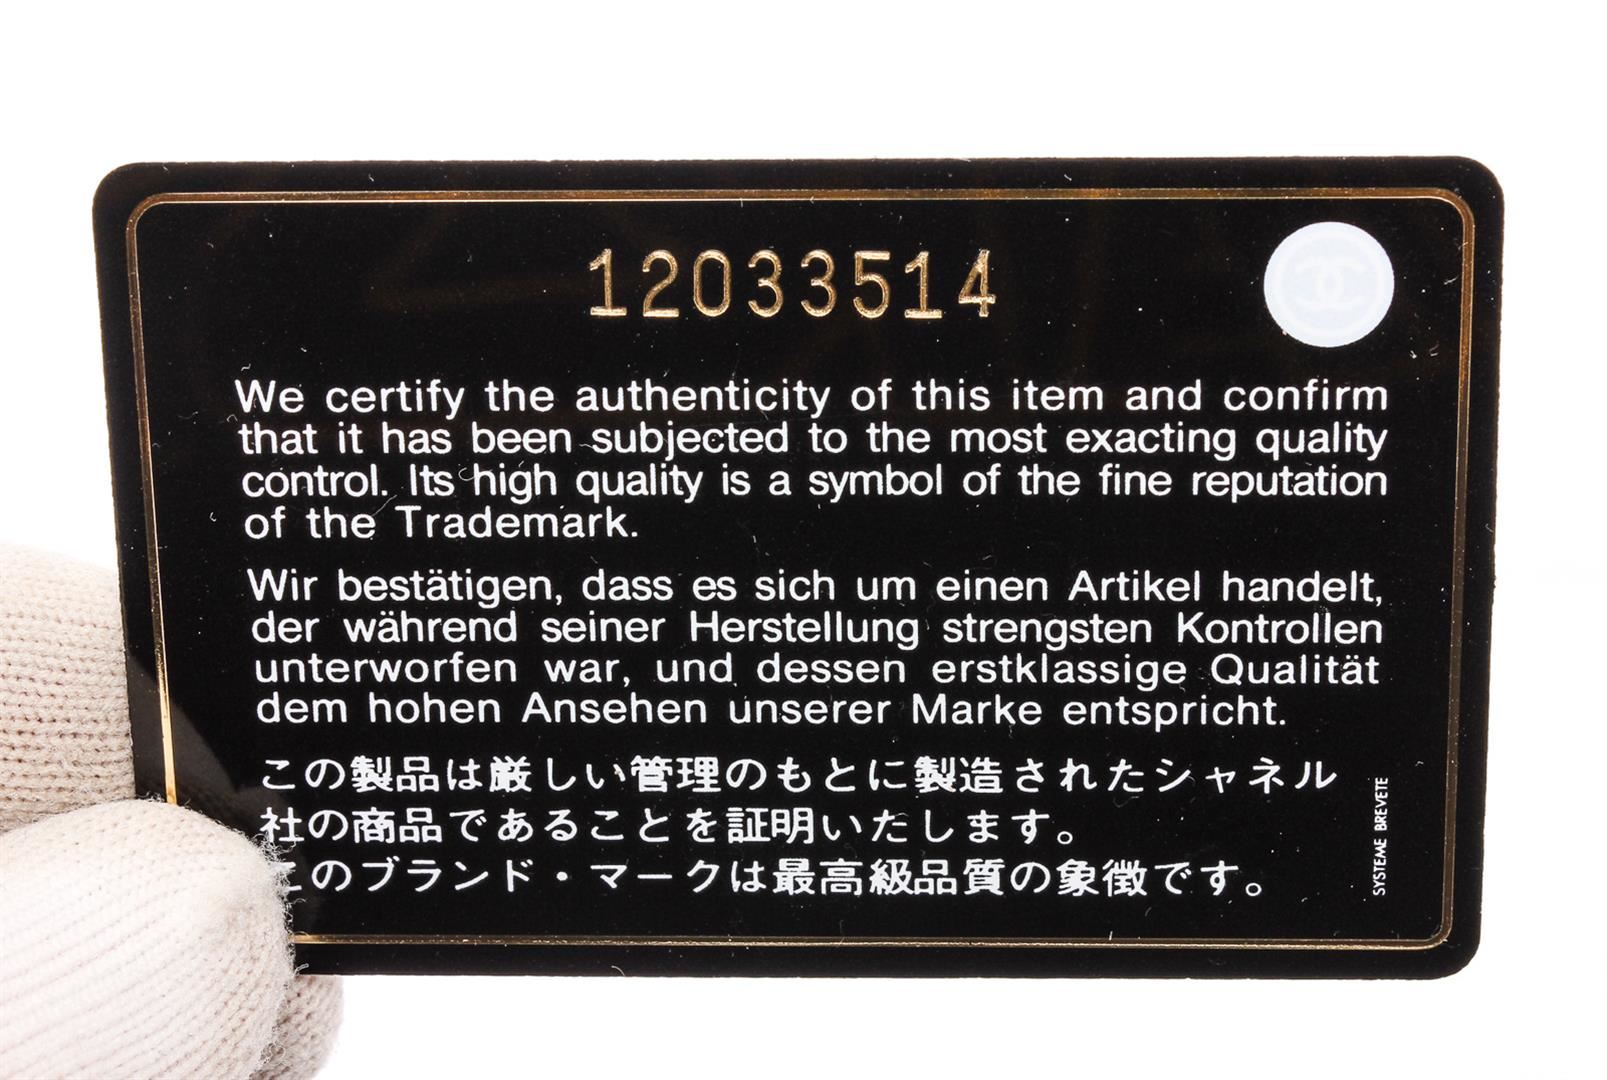 12033514
We certify the authenticity of this item and confirm
that it has been subjected to the most exacting quality
control. Its high quality is a symbol of the fine reputation
of the Trademark.
Wir bestätigen, dass es sich um einen Artikel handelt,
der während seiner Herstellung strengsten Kontrollen
unterworfen war, und dessen erstklassige Qualität
dem hohen Ansehen unserer Marke entspricht.
この製品は厳しい管理のもとに製造されたシャネル
社の商品であることを証明いたします。
このブランド・マークは最高級品質の象徴です。
SYSTEME BREVETE